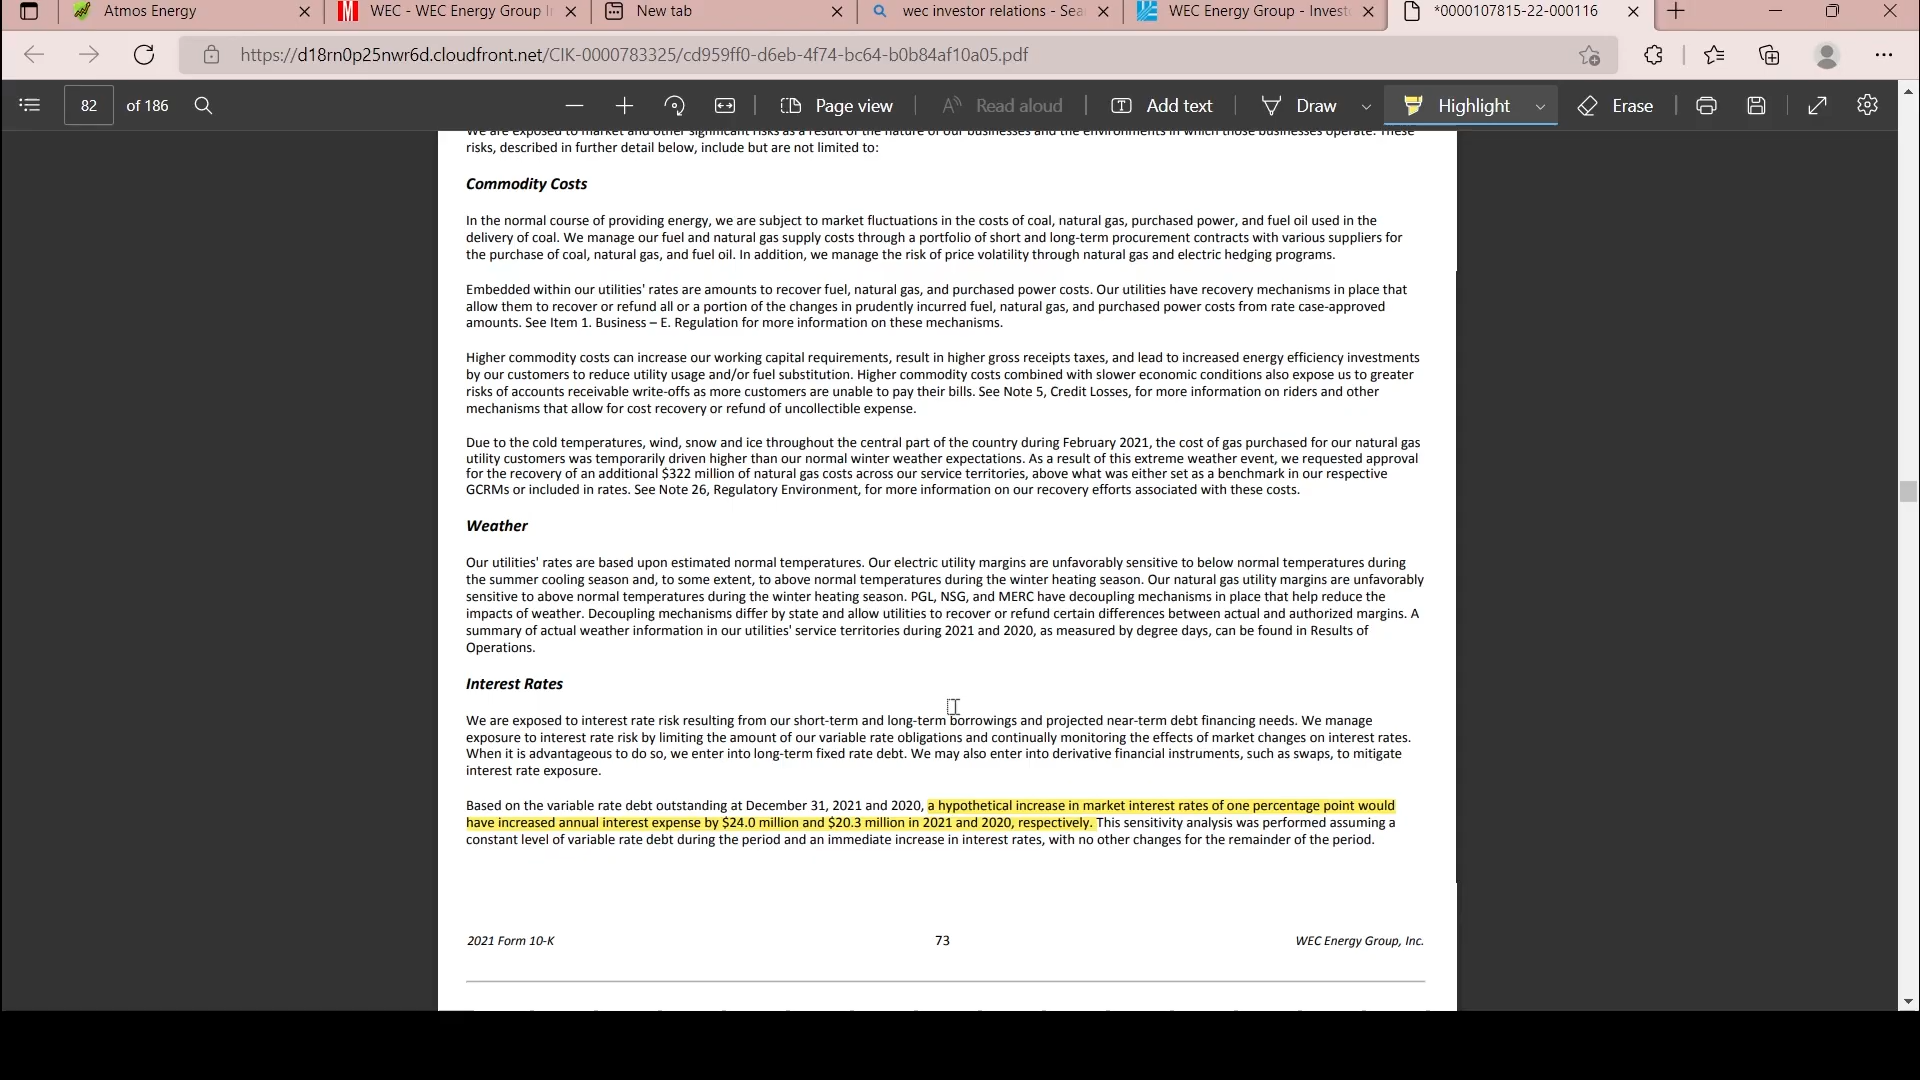 Atmos Energy
WEC - WEC Energy Group I
New tab
wec investor relations - Sea
WEC Energy Group - Invest
*0000107815-22-000116
https://d18rn0p25nwr6d.cloudfront.net/CIK-0000783325/cd959ff0-d6eb-4f74-bc64-b0b84af10a05.pdf
82 of 186 Page view Read aloud Add text Draw Highlight Erase
We are exposed to market and other significant risks as a result of the nature of our businesses and the environments in which those businesses operate. These
risks, described in further detail below, include but are not limited to:
Commodity Costs
In the normal course of providing energy, we are subject to market fluctuations in the costs of coal, natural gas, purchased power, and fuel oil used in the
delivery of coal. We manage our fuel and natural gas supply costs through a portfolio of short and long-term procurement contracts with various suppliers for
the purchase of coal, natural gas, and fuel oil. In addition, we manage the risk of price volatility through natural gas and electric hedging programs.
Embedded within our utilities' rates are amounts to recover fuel, natural gas, and purchased power costs. Our utilities have recovery mechanisms in place that
allow them to recover or refund all or a portion of the changes in prudently incurred fuel, natural gas, and purchased power costs from rate case-approved
amounts. See Item 1. Business – E. Regulation for more information on these mechanisms.
Higher commodity costs can increase our working capital requirements, result in higher gross receipts taxes, and lead to increased energy efficiency investments
by our customers to reduce utility usage and/or fuel substitution. Higher commodity costs combined with slower economic conditions also expose us to greater
risks of accounts receivable write-offs as more customers are unable to pay their bills. See Note 5, Credit Losses, for more information on riders and other
mechanisms that allow for cost recovery or refund of uncollectible expense.
Due to the cold temperatures, wind, snow and ice throughout the central part of the country during February 2021, the cost of gas purchased for our natural gas
utility customers was temporarily driven higher than our normal winter weather expectations. As a result of this extreme weather event, we requested approval
for the recovery of an additional $322 million of natural gas costs across our service territories, above what was either set as a benchmark in our respective
GCRMs or included in rates. See Note 26, Regulatory Environment, for more information on our recovery efforts associated with these costs.
Weather
Our utilities' rates are based upon estimated normal temperatures. Our electric utility margins are unfavorably sensitive to below normal temperatures during
the summer cooling season and, to some extent, to above normal temperatures during the winter heating season. Our natural gas utility margins are unfavorably
sensitive to above normal temperatures during the winter heating season. PGL, NSG, and MERC have decoupling mechanisms in place that help reduce the
impacts of weather. Decoupling mechanisms differ by state and allow utilities to recover or refund certain differences between actual and authorized margins. A
summary of actual weather information in our utilities' service territories during 2021 and 2020, as measured by degree days, can be found in Results of
Operations.
Interest Rates
We are exposed to interest rate risk resulting from our short-term and long-term borrowings and projected near-term debt financing needs. We manage
exposure to interest rate risk by limiting the amount of our variable rate obligations and continually monitoring the effects of market changes on interest rates.
When it is advantageous to do so, we enter into long-term fixed rate debt. We may also enter into derivative financial instruments, such as swaps, to mitigate
interest rate exposure.
Based on the variable rate debt outstanding at December 31, 2021 and 2020, a hypothetical increase in market interest rates of one percentage point would
have increased annual interest expense by $24.0 million and $20.3 million in 2021 and 2020, respectively. This sensitivity analysis was performed assuming a
constant level of variable rate debt during the period and an immediate increase in interest rates, with no other changes for the remainder of the period.
2021 Form 10-K 73 WEC Energy Group, Inc.